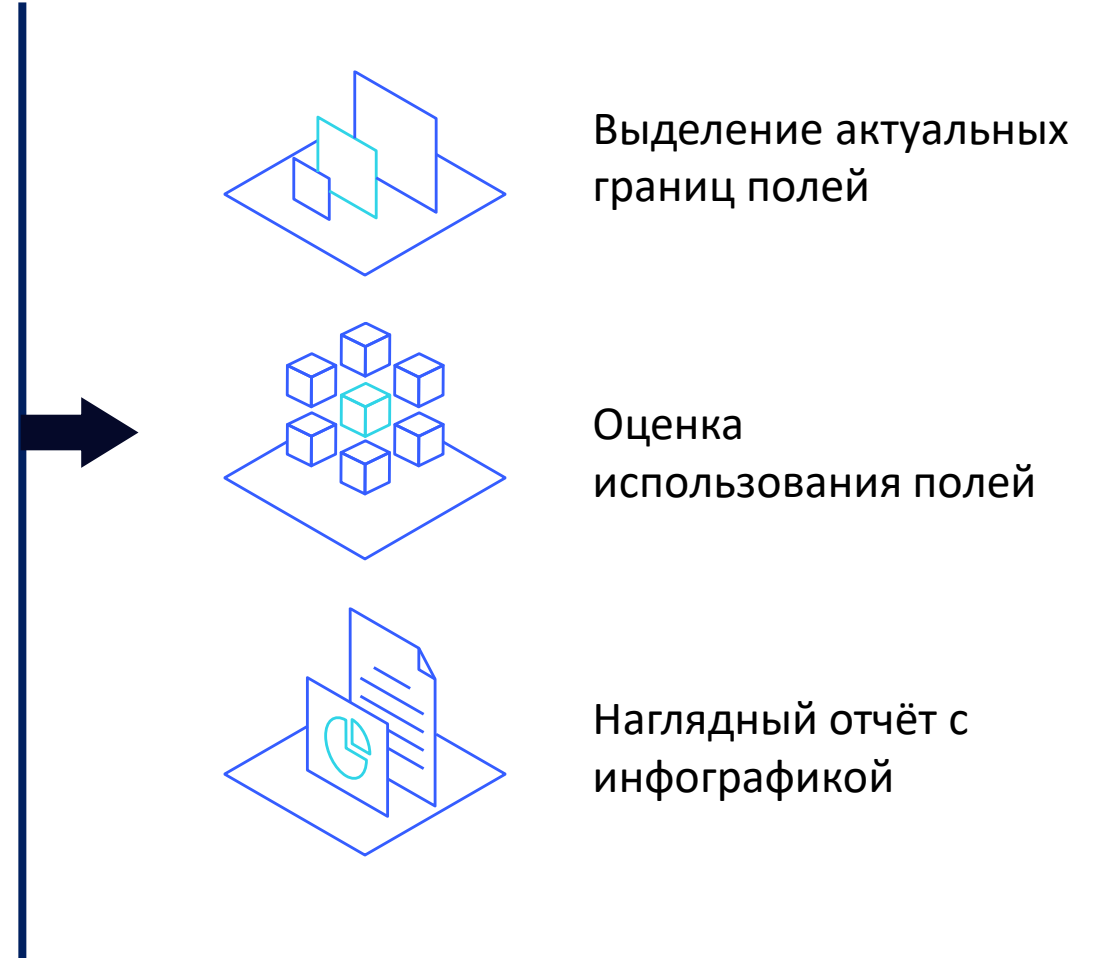 Выделение актуальных
границ полей
Оценка
использования полей
Наглядный отчёт с
инфографикой